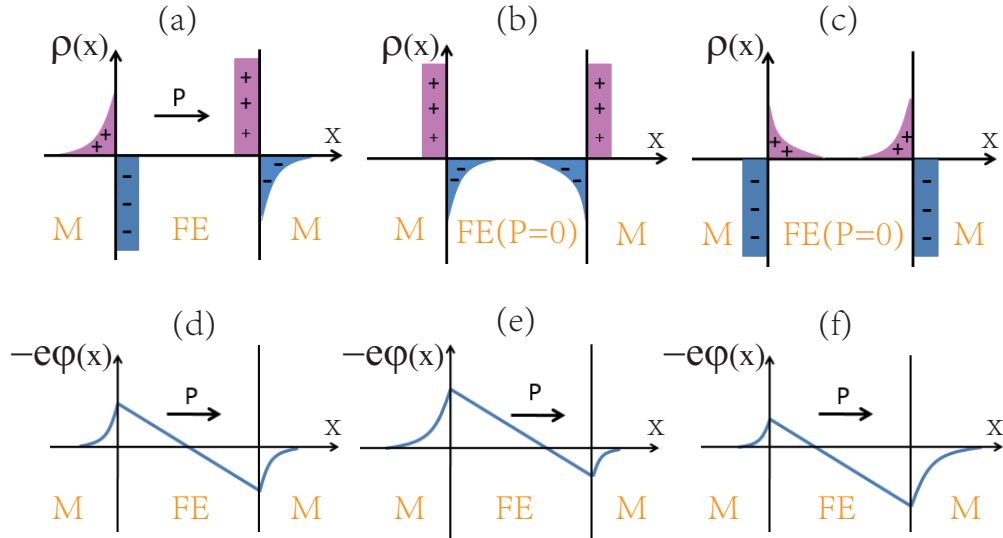 (a) (b) (c)
ρ(x) ρ(x) ρ(x)
P
+ + + + + + + + + + + + + + +
x x x
- - - - - - - - - - - - - - - -
M FE M FE(P=0) M M FE(P=0) M
(d) (e) (f)
−eφ(x) −eφ(x) −eφ(x)
P P P
x x x
M FE M M FE M M FE M